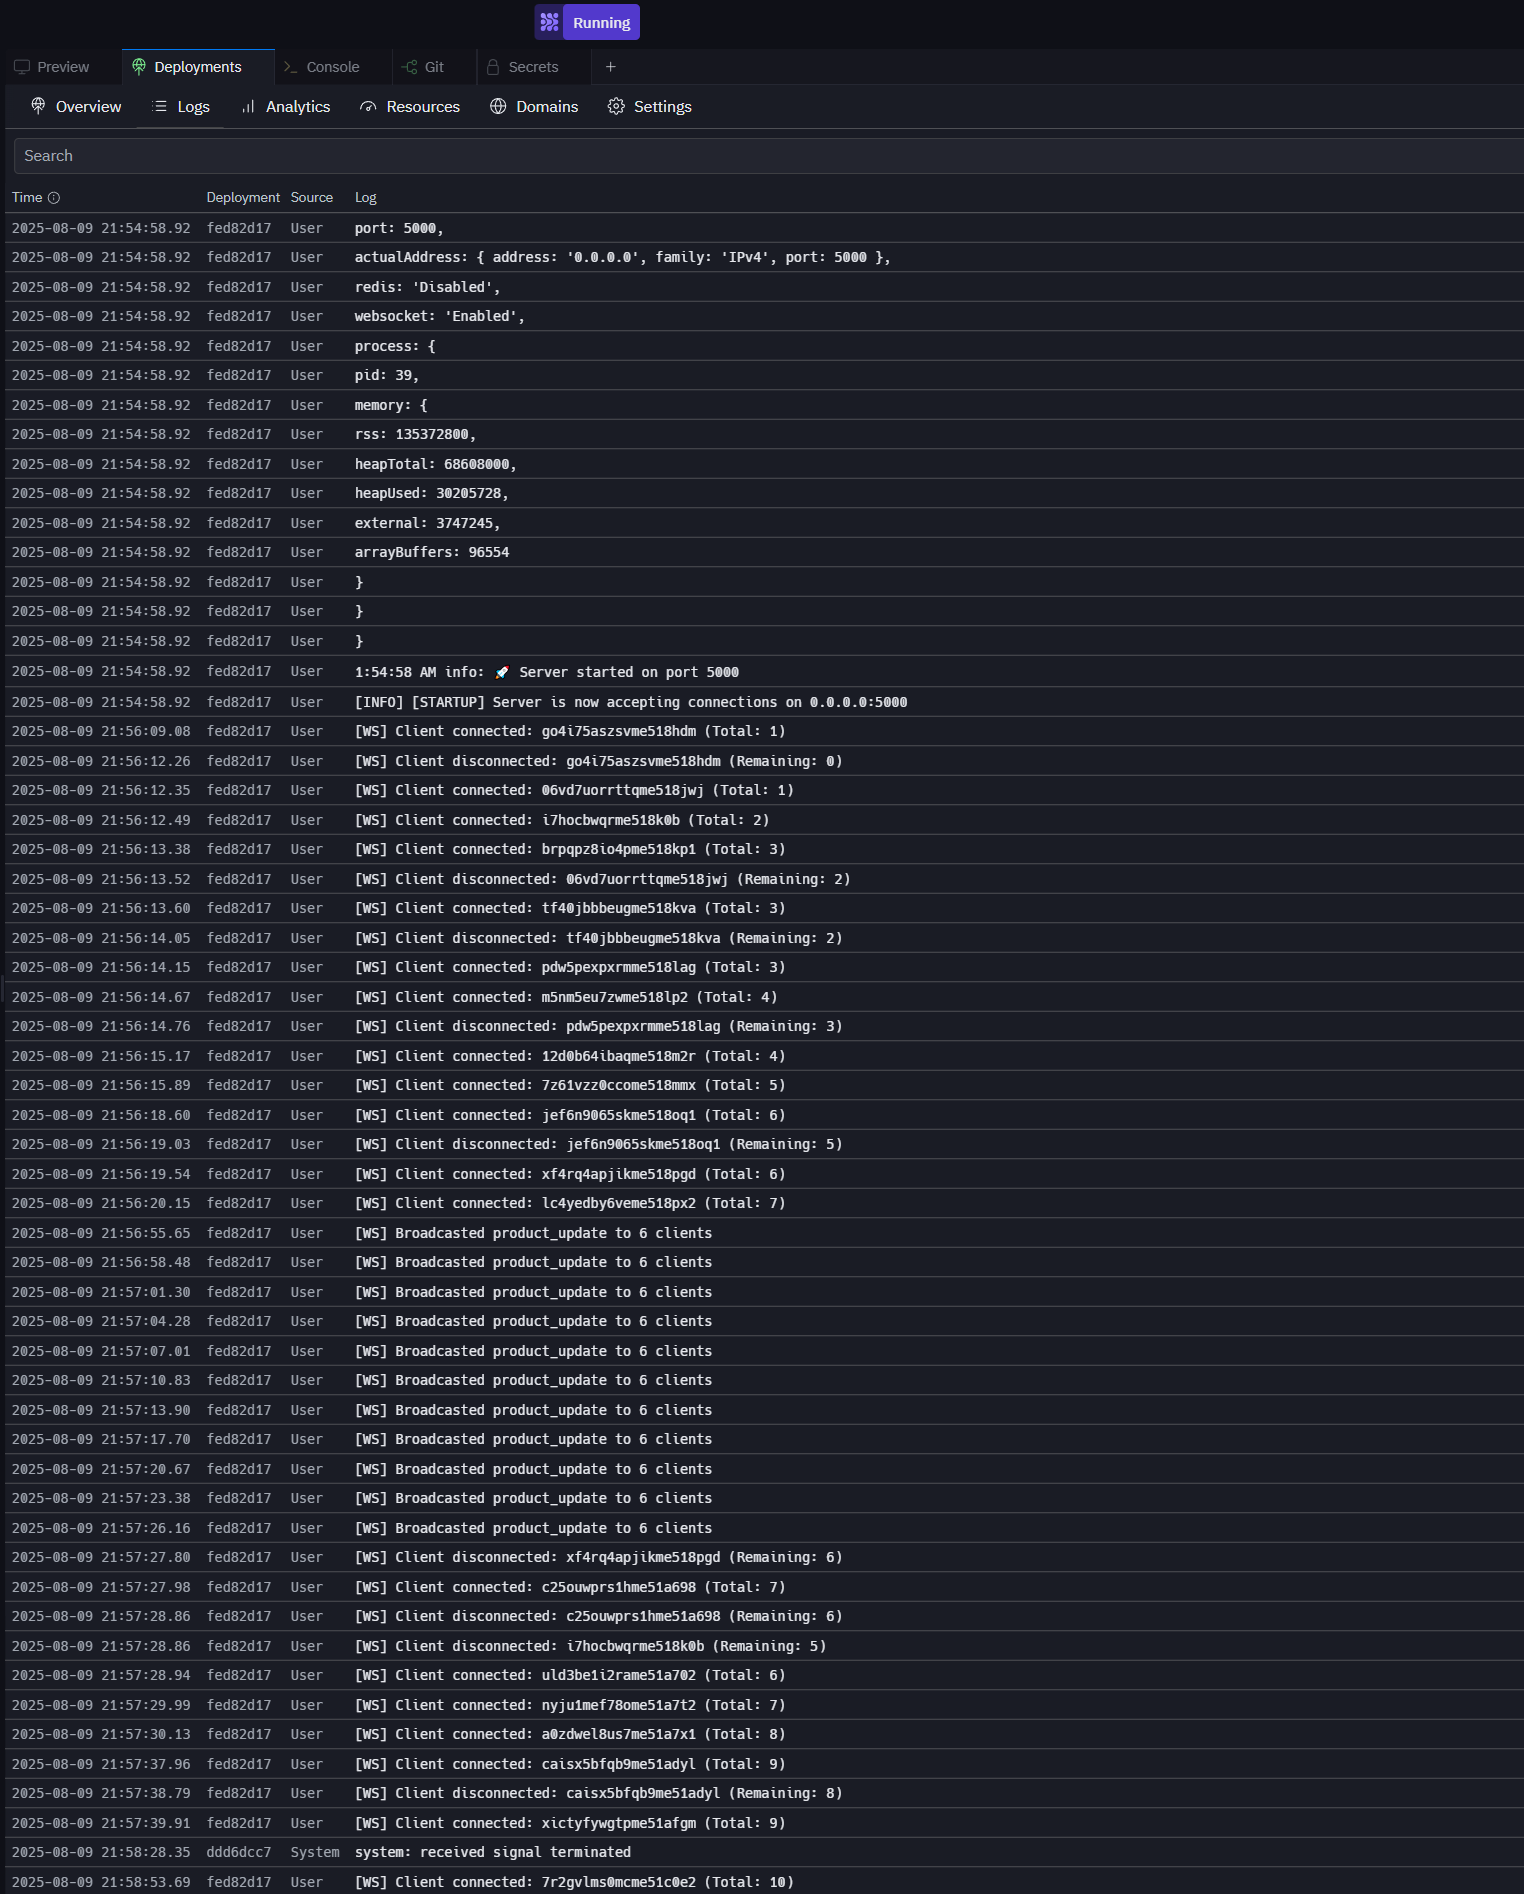 Running
Preview Deployments Console Git Secrets +
Overview Logs Analytics Resources Domains Settings
Search
Time Deployment Source Log
2025-08-09 21:54:58.92 fed82d17 User port: 5000,
2025-08-09 21:54:58.92 fed82d17 User actualAddress: { address: '0.0.0.0', family: 'IPv4', port: 5000 },
2025-08-09 21:54:58.92 fed82d17 User redis: 'Disabled',
2025-08-09 21:54:58.92 fed82d17 User websocket: 'Enabled',
2025-08-09 21:54:58.92 fed82d17 User process: {
2025-08-09 21:54:58.92 fed82d17 User pid: 39,
2025-08-09 21:54:58.92 fed82d17 User memory: {
2025-08-09 21:54:58.92 fed82d17 User rss: 135372800,
2025-08-09 21:54:58.92 fed82d17 User heapTotal: 68608000,
2025-08-09 21:54:58.92 fed82d17 User heapUsed: 30205728,
2025-08-09 21:54:58.92 fed82d17 User external: 3747245,
2025-08-09 21:54:58.92 fed82d17 User arrayBuffers: 96554
2025-08-09 21:54:58.92 fed82d17 User }
2025-08-09 21:54:58.92 fed82d17 User }
2025-08-09 21:54:58.92 fed82d17 User }
2025-08-09 21:54:58.92 fed82d17 User 1:54:58 AM info: 🚀 Server started on port 5000
2025-08-09 21:54:58.92 fed82d17 User [INFO] [STARTUP] Server is now accepting connections on 0.0.0.0:5000
2025-08-09 21:56:09.08 fed82d17 User [WS] Client connected: go4i75aszsvme518hdm (Total: 1)
2025-08-09 21:56:12.26 fed82d17 User [WS] Client disconnected: go4i75aszsvme518hdm (Remaining: 0)
2025-08-09 21:56:12.35 fed82d17 User [WS] Client connected: 06vd7uorrttqme518jwj (Total: 1)
2025-08-09 21:56:12.49 fed82d17 User [WS] Client connected: i7hocbwqrme518k0b (Total: 2)
2025-08-09 21:56:13.38 fed82d17 User [WS] Client connected: brpqpz8io4pme518kp1 (Total: 3)
2025-08-09 21:56:13.52 fed82d17 User [WS] Client disconnected: 06vd7uorrttqme518jwj (Remaining: 2)
2025-08-09 21:56:13.60 fed82d17 User [WS] Client connected: tf40jbbbeugme518kva (Total: 3)
2025-08-09 21:56:14.05 fed82d17 User [WS] Client disconnected: tf40jbbbeugme518kva (Remaining: 2)
2025-08-09 21:56:14.15 fed82d17 User [WS] Client connected: pdw5pexpxrmme518lag (Total: 3)
2025-08-09 21:56:14.67 fed82d17 User [WS] Client connected: m5nm5eu7zwme518lp2 (Total: 4)
2025-08-09 21:56:14.76 fed82d17 User [WS] Client disconnected: pdw5pexpxrmme518lag (Remaining: 3)
2025-08-09 21:56:15.17 fed82d17 User [WS] Client connected: 12d0b64ibaqme518m2r (Total: 4)
2025-08-09 21:56:15.89 fed82d17 User [WS] Client connected: 7z61vzz0ccome518mmx (Total: 5)
2025-08-09 21:56:18.60 fed82d17 User [WS] Client connected: jef6n9065skme518oq1 (Total: 6)
2025-08-09 21:56:19.03 fed82d17 User [WS] Client disconnected: jef6n9065skme518oq1 (Remaining: 5)
2025-08-09 21:56:19.54 fed82d17 User [WS] Client connected: xf4rq4apjikme518pgd (Total: 6)
2025-08-09 21:56:20.15 fed82d17 User [WS] Client connected: lc4yedby6veme518px2 (Total: 7)
2025-08-09 21:56:55.65 fed82d17 User [WS] Broadcasted product_update to 6 clients
2025-08-09 21:56:58.48 fed82d17 User [WS] Broadcasted product_update to 6 clients
2025-08-09 21:57:01.30 fed82d17 User [WS] Broadcasted product_update to 6 clients
2025-08-09 21:57:04.28 fed82d17 User [WS] Broadcasted product_update to 6 clients
2025-08-09 21:57:07.01 fed82d17 User [WS] Broadcasted product_update to 6 clients
2025-08-09 21:57:10.83 fed82d17 User [WS] Broadcasted product_update to 6 clients
2025-08-09 21:57:13.90 fed82d17 User [WS] Broadcasted product_update to 6 clients
2025-08-09 21:57:17.70 fed82d17 User [WS] Broadcasted product_update to 6 clients
2025-08-09 21:57:20.67 fed82d17 User [WS] Broadcasted product_update to 6 clients
2025-08-09 21:57:23.38 fed82d17 User [WS] Broadcasted product_update to 6 clients
2025-08-09 21:57:26.16 fed82d17 User [WS] Broadcasted product_update to 6 clients
2025-08-09 21:57:27.80 fed82d17 User [WS] Client disconnected: xf4rq4apjikme518pgd (Remaining: 6)
2025-08-09 21:57:27.98 fed82d17 User [WS] Client connected: c25ouwprs1hme51a698 (Total: 7)
2025-08-09 21:57:28.86 fed82d17 User [WS] Client disconnected: c25ouwprs1hme51a698 (Remaining: 6)
2025-08-09 21:57:28.86 fed82d17 User [WS] Client disconnected: i7hocbwqrme518k0b (Remaining: 5)
2025-08-09 21:57:28.94 fed82d17 User [WS] Client connected: uld3be1i2rame51a702 (Total: 6)
2025-08-09 21:57:29.99 fed82d17 User [WS] Client connected: nyju1mef78ome51a7t2 (Total: 7)
2025-08-09 21:57:30.13 fed82d17 User [WS] Client connected: a0zdwel8us7me51a7x1 (Total: 8)
2025-08-09 21:57:37.96 fed82d17 User [WS] Client connected: caisx5bfqb9me51adyl (Total: 9)
2025-08-09 21:57:38.79 fed82d17 User [WS] Client disconnected: caisx5bfqb9me51adyl (Remaining: 8)
2025-08-09 21:57:39.91 fed82d17 User [WS] Client connected: xictyfywgtpme51afgm (Total: 9)
2025-08-09 21:58:28.35 ddd6dcc7 System system: received signal terminated
2025-08-09 21:58:53.69 fed82d17 User [WS] Client connected: 7r2gvlms0mcme51c0e2 (Total: 10)